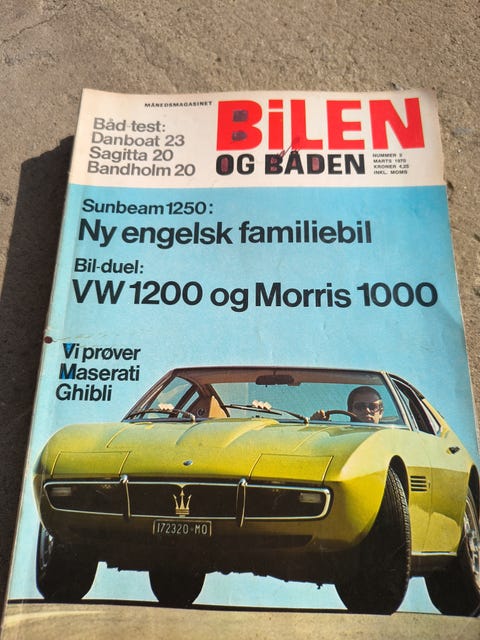 MÅNEDSMAGASINET
BiLEN
OG BÅDEN
NUMMER 3
MARTS 1970
KRONER 4,25
INKL. MOMS
Båd-test:
Danboat 23
Sagitta 20
Bandholm 20
Sunbeam 1250:
Ny engelsk familiebil
Bil-duel:
VW 1200 og Morris 1000
Vi prøver
Maserati
Ghibli
172320-MO